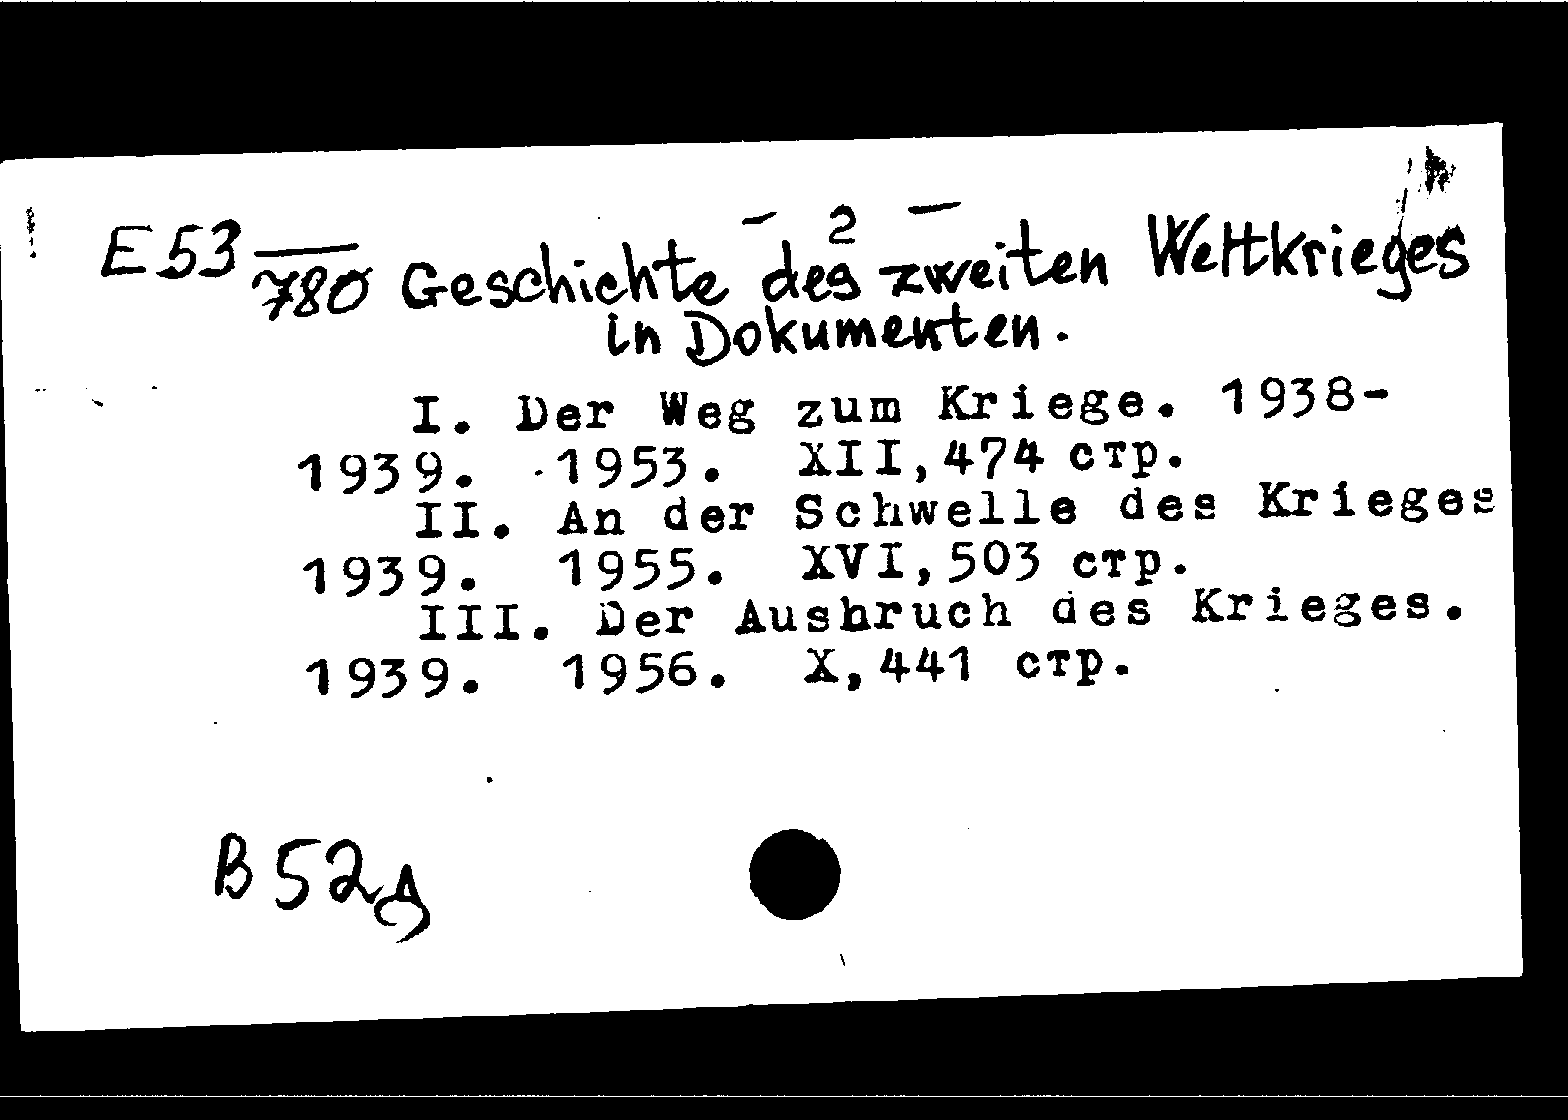 - 2 -
E53/780 Geschichte des zweiten Weltkrieges
in Dokumenten.
I. Der Weg zum Kriege. 1938-
1939. 1953. XII,474 стр.
II. An der Schwelle des Krieges
1939. 1955. XVI,503 стр.
III. Der Ausbruch des Krieges.
1939. 1956. X,441 стр.
B 52